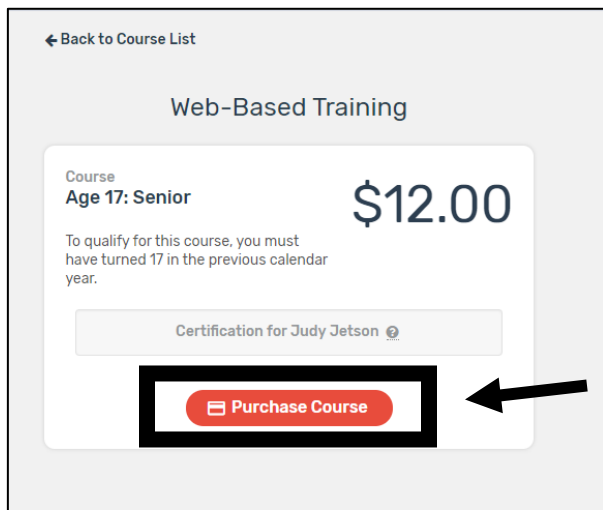 Back to Course List
Web-Based Training
Course
Age 17: Senior
$12.00
To qualify for this course, you must
have turned 17 in the previous calendar
year.
Certification for Judy Jetson ?
Purchase Course